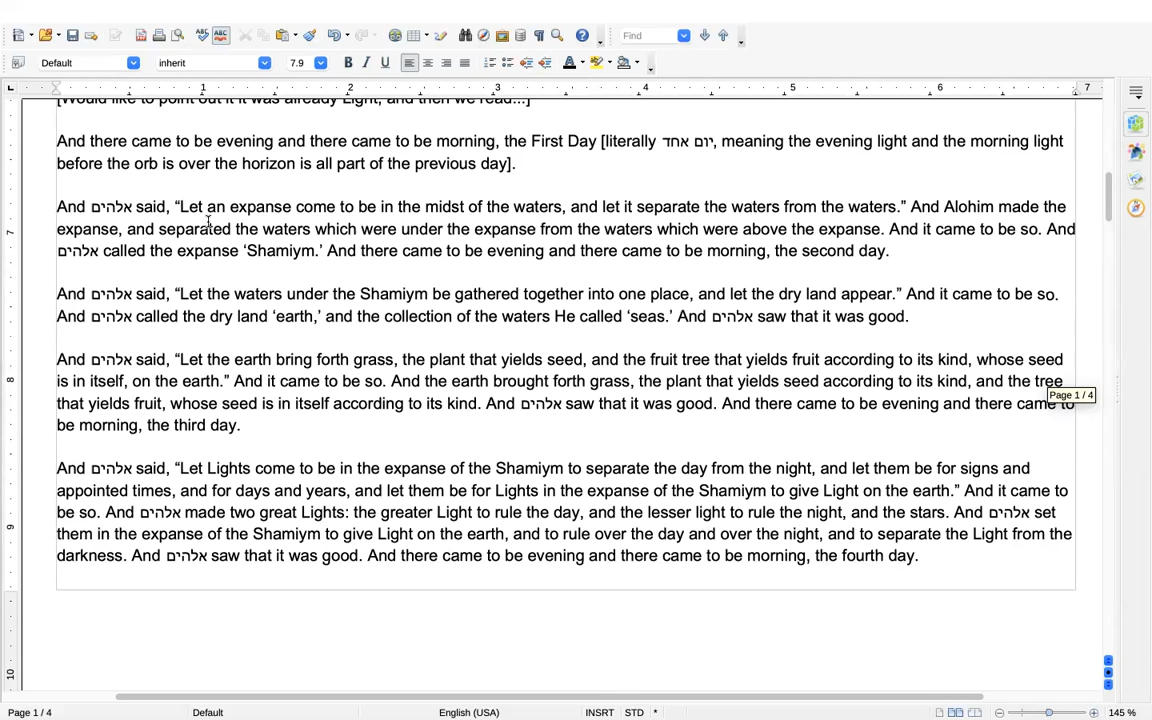 Find
Default
inherit
7.9
1 2 3 4 5 6 7
[Would like to point out it it was already Light, and then we read...]
And there came to be evening and there came to be morning, the First Day [literally יום אחד, meaning the evening light and the morning light
before the orb is over the horizon is all part of the previous day].
And אלהים said, “Let an expanse come to be in the midst of the waters, and let it separate the waters from the waters.” And Alohim made the
expanse, and separated the waters which were under the expanse from the waters which were above the expanse. And it came to be so. And
אלהים called the expanse ‘Shamiym.’ And there came to be evening and there came to be morning, the second day.
And אלהים said, “Let the waters under the Shamiym be gathered together into one place, and let the dry land appear.” And it came to be so.
And אלהים called the dry land ‘earth,’ and the collection of the waters He called ‘seas.’ And אלהים saw that it was good.
And אלהים said, “Let the earth bring forth grass, the plant that yields seed, and the fruit tree that yields fruit according to its kind, whose seed
is in itself, on the earth.” And it came to be so. And the earth brought forth grass, the plant that yields seed according to its kind, and the tree
that yields fruit, whose seed is in itself according to its kind. And אלהים saw that it was good. And there came to be evening and there came to
Page 1 / 4
be morning, the third day.
And אלהים said, “Let Lights come to be in the expanse of the Shamiym to separate the day from the night, and let them be for signs and
appointed times, and for days and years, and let them be for Lights in the expanse of the Shamiym to give Light on the earth.” And it came to
be so. And אלהים made two great Lights: the greater Light to rule the day, and the lesser light to rule the night, and the stars. And אלהים set
them in the expanse of the Shamiym to give Light on the earth, and to rule over the day and over the night, and to separate the Light from the
darkness. And אלהים saw that it was good. And there came to be evening and there came to be morning, the fourth day.
7
8
9
10
Page 1 / 4 Default English (USA) INSRT STD * 145 %